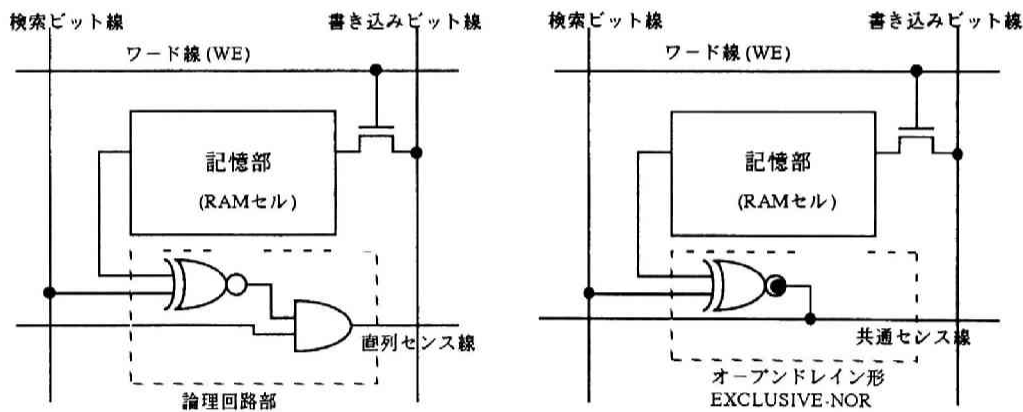 検索ビット線
書き込みビット線
ワード線 (WE)
記憶部
(RAMセル)
直列センス線
論理回路部
検索ビット線
書き込みビット線
ワード線 (WE)
記憶部
(RAMセル)
共通センス線
オープンドレイン形
EXCLUSIVE-NOR